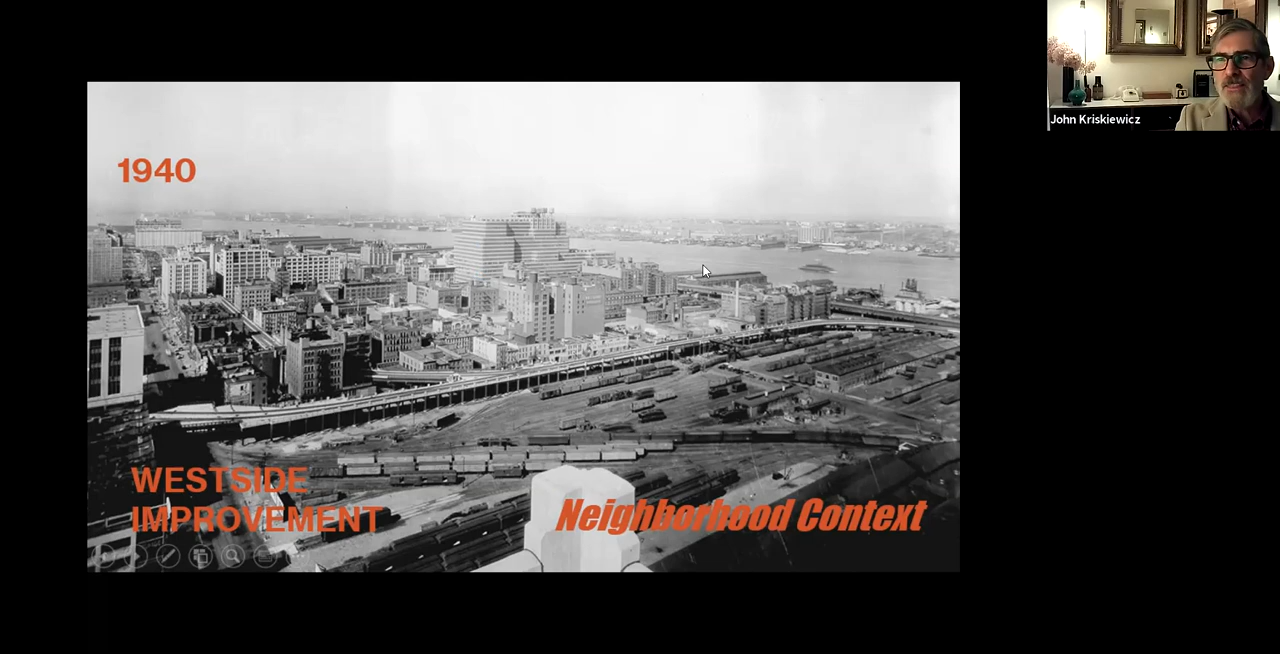 John Kriskiewicz
1940
WESTSIDE
IMPROVEMENT
Neighborhood Context